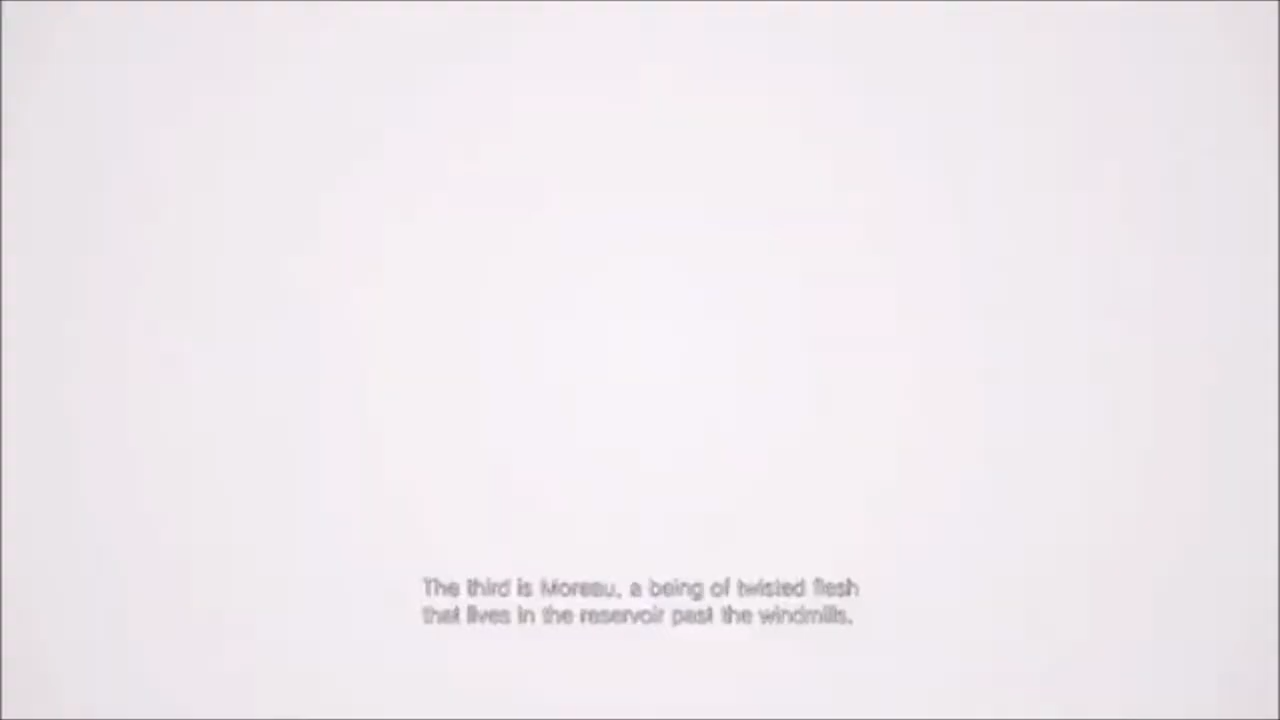 The third is Moreau, a being of twisted flesh
that lives in the reservoir past the windmills.